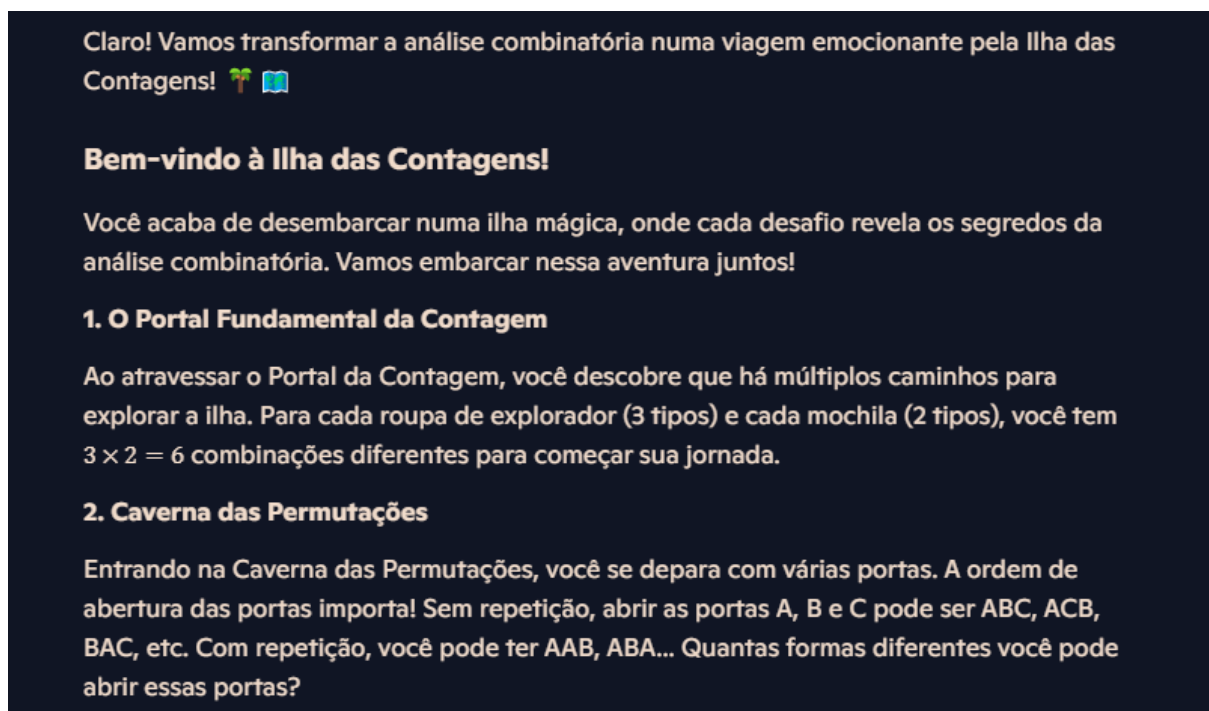 Claro! Vamos transformar a análise combinatória numa viagem emocionante pela Ilha das
Contagens! 🌴 🗺️
Bem-vindo à Ilha das Contagens!
Você acaba de desembarcar numa ilha mágica, onde cada desafio revela os segredos da
análise combinatória. Vamos embarcar nessa aventura juntos!
1. O Portal Fundamental da Contagem
Ao atravessar o Portal da Contagem, você descobre que há múltiplos caminhos para
explorar a ilha. Para cada roupa de explorador (3 tipos) e cada mochila (2 tipos), você tem
3 × 2 = 6 combinações diferentes para começar sua jornada.
2. Caverna das Permutações
Entrando na Caverna das Permutações, você se depara com várias portas. A ordem de
abertura das portas importa! Sem repetição, abrir as portas A, B e C pode ser ABC, ACB,
BAC, etc. Com repetição, você pode ter AAB, ABA... Quantas formas diferentes você pode
abrir essas portas?